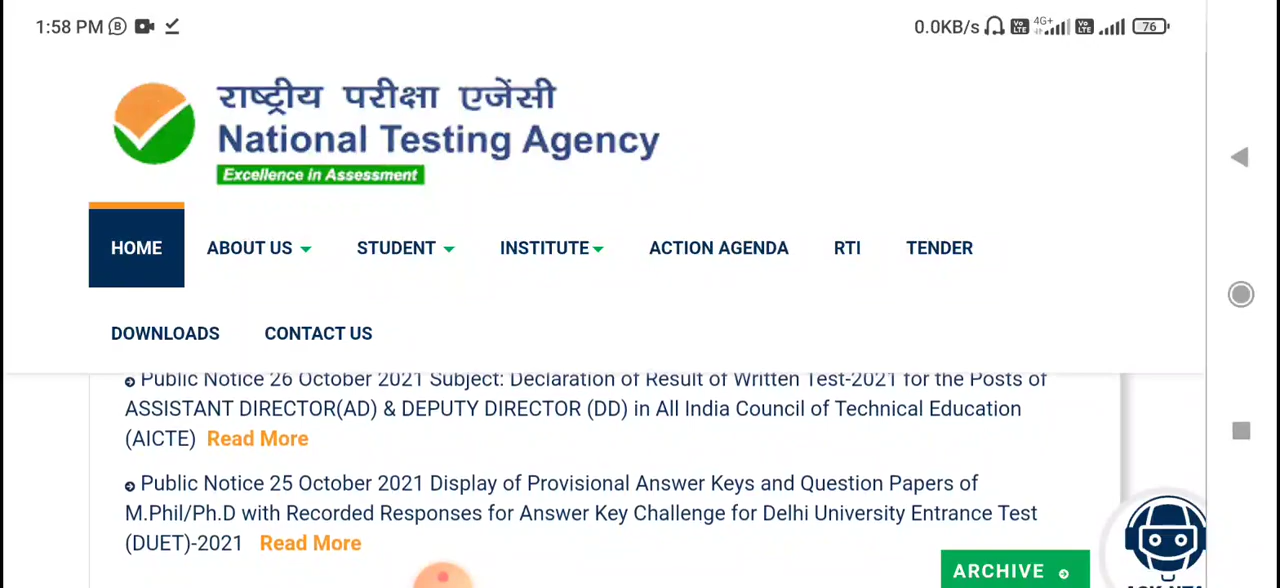 1:58 PM
0.0KB/s 4G+ 76
राष्ट्रीय परीक्षा एजेंसी
National Testing Agency
Excellence in Assessment
HOME ABOUT US STUDENT INSTITUTE ACTION AGENDA RTI TENDER
DOWNLOADS CONTACT US
Public Notice 26 October 2021 Subject: Declaration of Result of Written Test-2021 for the Posts of
ASSISTANT DIRECTOR(AD) & DEPUTY DIRECTOR (DD) in All India Council of Technical Education
(AICTE) Read More
Public Notice 25 October 2021 Display of Provisional Answer Keys and Question Papers of
M.Phil/Ph.D with Recorded Responses for Answer Key Challenge for Delhi University Entrance Test
(DUET)-2021 Read More
ARCHIVE